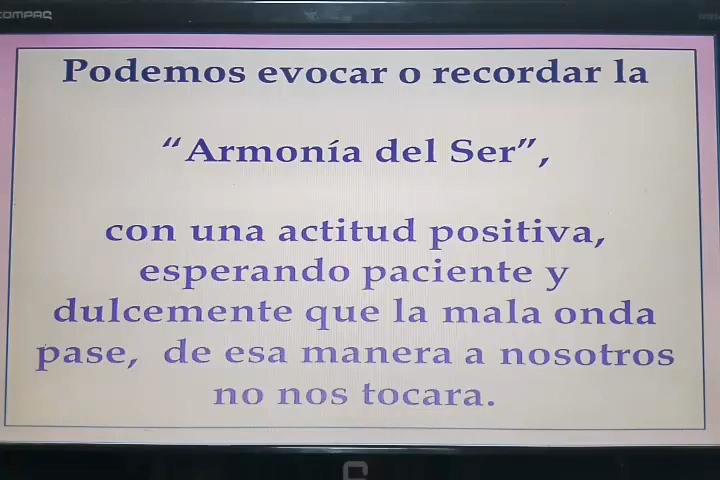 COMPAQ
Podemos evocar o recordar la
“Armonía del Ser”,
con una actitud positiva,
esperando paciente y
dulcemente que la mala onda
pase, de esa manera a nosotros
no nos tocara.